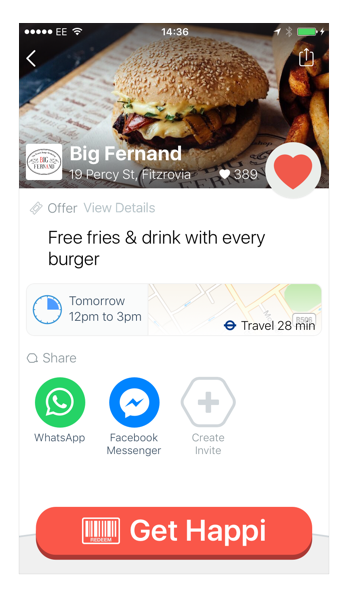 EE 14:36
BIG
FERNAND
Big Fernand
19 Percy St, Fitzrovia 389
Offer View Details
Free fries & drink with every
burger
Tomorrow
12pm to 3pm
Travel 28 min
Share
WhatsApp
Facebook
Messenger
Create
Invite
REDEEM
Get Happi